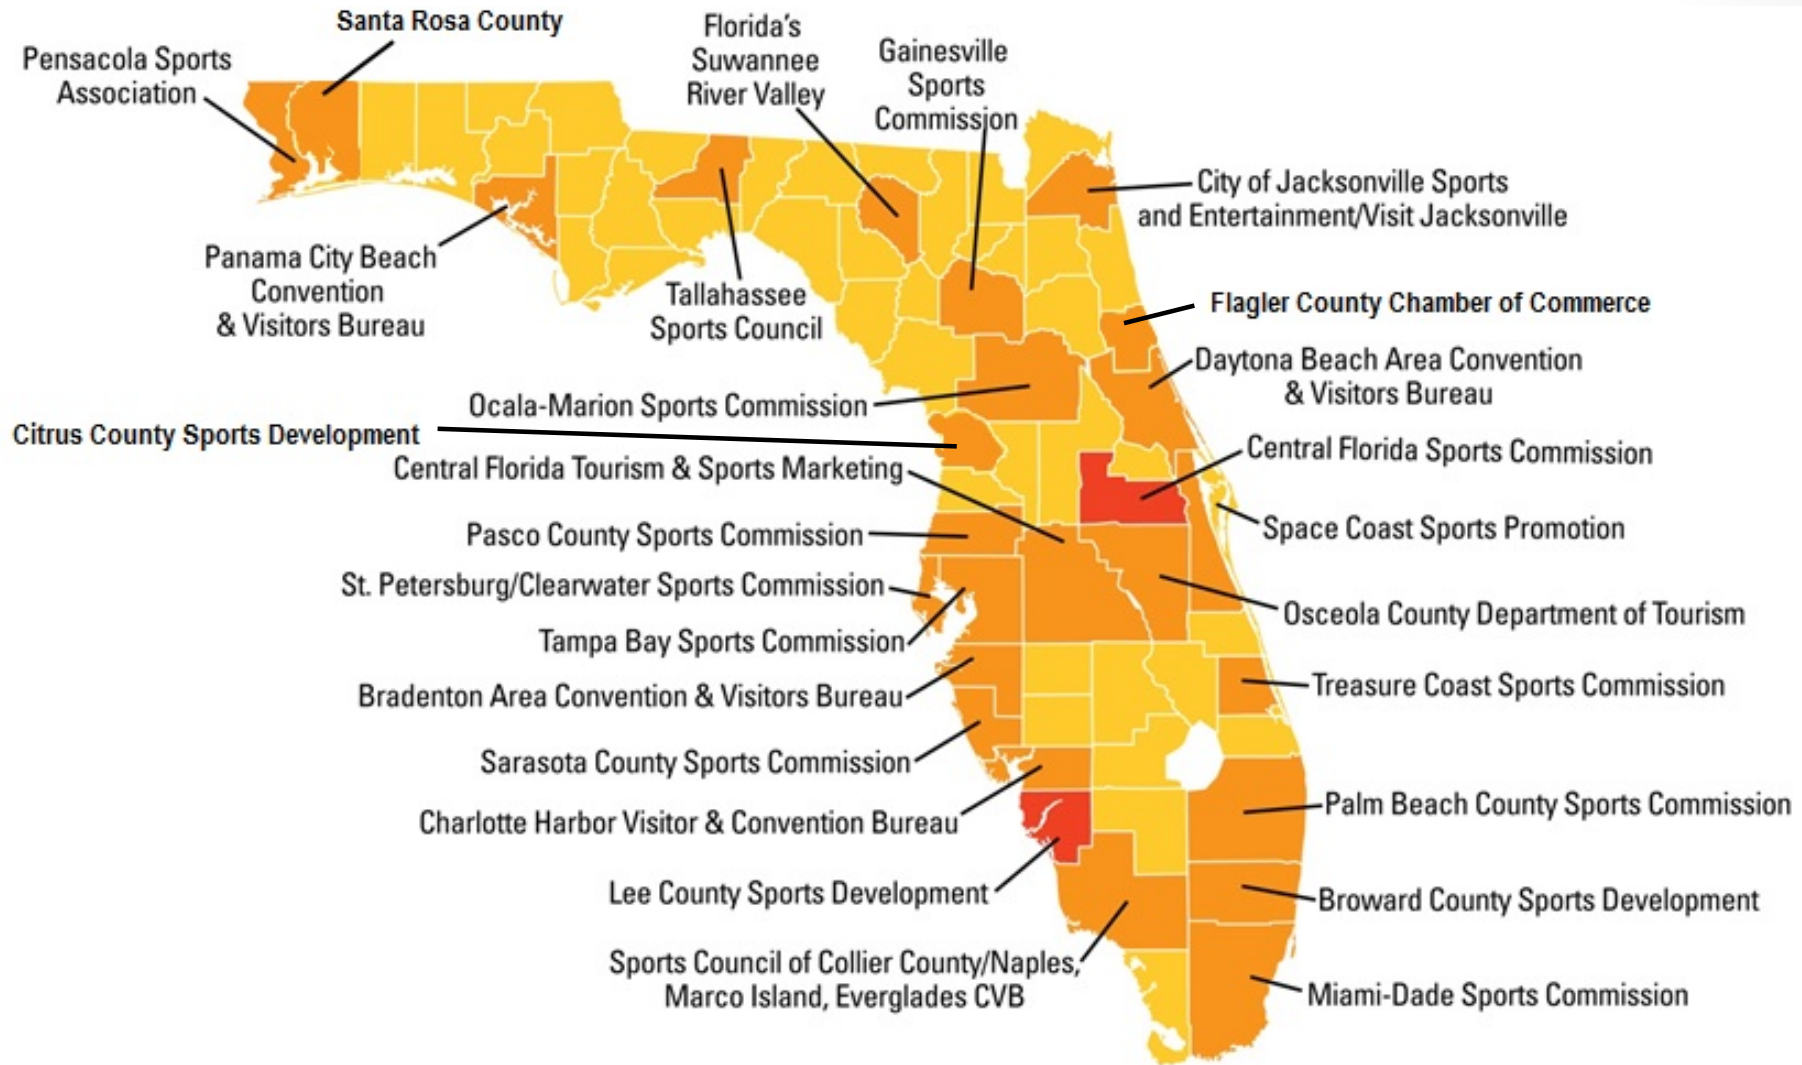 Santa Rosa County
Pensacola Sports
Association
Florida's
Suwannee
River Valley
Gainesville
Sports
Commission
City of Jacksonville Sports
and Entertainment/Visit Jacksonville
Panama City Beach
Convention
& Visitors Bureau
Tallahassee
Sports Council
Flagler County Chamber of Commerce
Daytona Beach Area Convention
& Visitors Bureau
Ocala-Marion Sports Commission
Citrus County Sports Development
Central Florida Tourism & Sports Marketing
Central Florida Sports Commission
Pasco County Sports Commission
Space Coast Sports Promotion
St. Petersburg/Clearwater Sports Commission
Osceola County Department of Tourism
Tampa Bay Sports Commission
Bradenton Area Convention & Visitors Bureau
Treasure Coast Sports Commission
Sarasota County Sports Commission
Charlotte Harbor Visitor & Convention Bureau
Palm Beach County Sports Commission
Lee County Sports Development
Broward County Sports Development
Sports Council of Collier County/Naples,
Marco Island, Everglades CVB
Miami-Dade Sports Commission